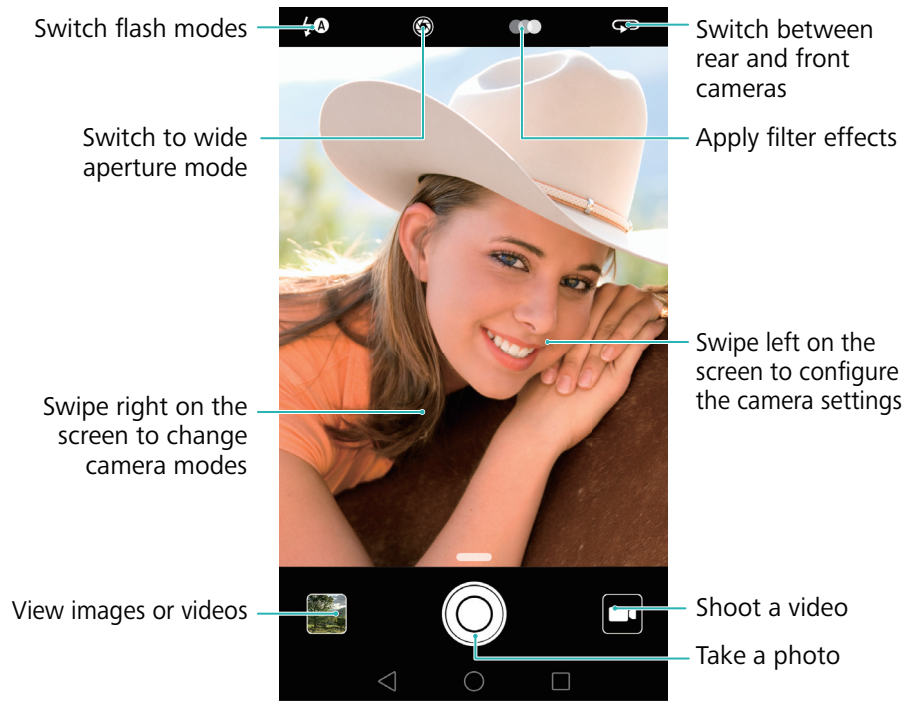 Switch flash modes
A
Switch between
rear and front
cameras
Switch to wide
aperture mode
Apply filter effects
Swipe left on the
screen to configure
the camera settings
Swipe right on the
screen to change
camera modes
View images or videos
Shoot a video
Take a photo